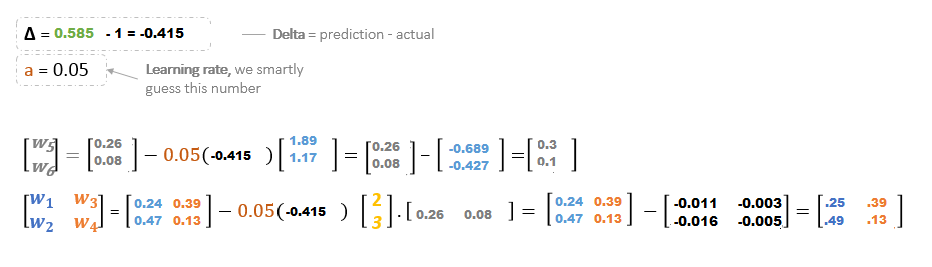 Δ = 0.585 - 1 = -0.415 Delta = prediction - actual
a = 0.05 Learning rate, we smartly
guess this number
[w5 w6] = [0.26 0.08] − 0.05(-0.415 )[1.89 1.17] = [0.26 0.08] - [-0.689 -0.427] = [0.3 0.1]
[w1 w3 w2 w4] = [0.24 0.39 0.47 0.13] − 0.05(-0.415 ) [2 3] . [0.26 0.08] = [0.24 0.39 0.47 0.13] − [-0.011 -0.003 -0.016 -0.005] = [.25 .39 .49 .13]